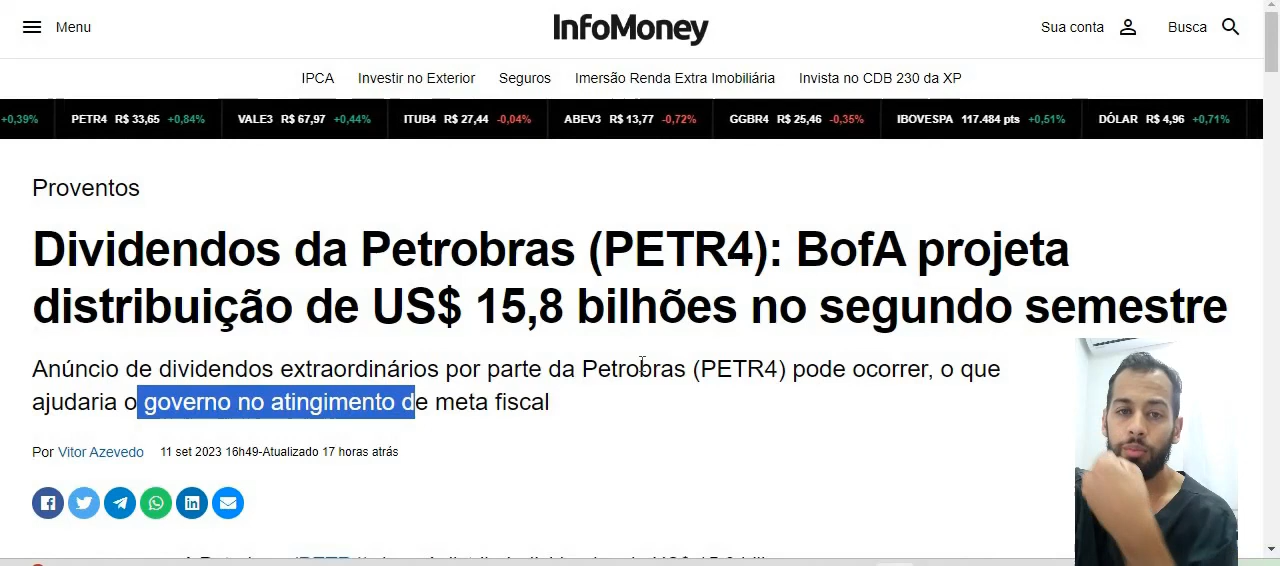 Menu
InfoMoney
Sua conta
Busca
IPCA Investir no Exterior Seguros Imersão Renda Extra Imobiliária Invista no CDB 230 da XP
+0,39% PETR4 R$ 33,65 +0,84% VALE3 R$ 67,97 +0,44% ITUB4 R$ 27,44 -0,04% ABEV3 R$ 13,77 -0,72% GGBR4 R$ 25,46 -0,35% IBOVESPA 117.484 pts +0,51% DÓLAR R$ 4,96 +0,71%
Proventos
Dividendos da Petrobras (PETR4): BofA projeta
distribuição de US$ 15,8 bilhões no segundo semestre
Anúncio de dividendos extraordinários por parte da Petrobras (PETR4) pode ocorrer, o que
ajudaria o governo no atingimento de meta fiscal
Por Vitor Azevedo 11 set 2023 16h49-Atualizado 17 horas atrás